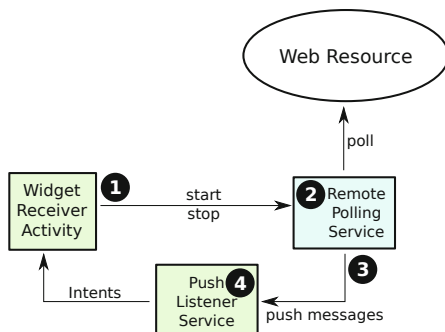 Web Resource
poll
1
Widget
Receiver
Activity
start
stop
2
Remote
Polling
Service
3
4
Push
Listener
Service
Intents
push messages